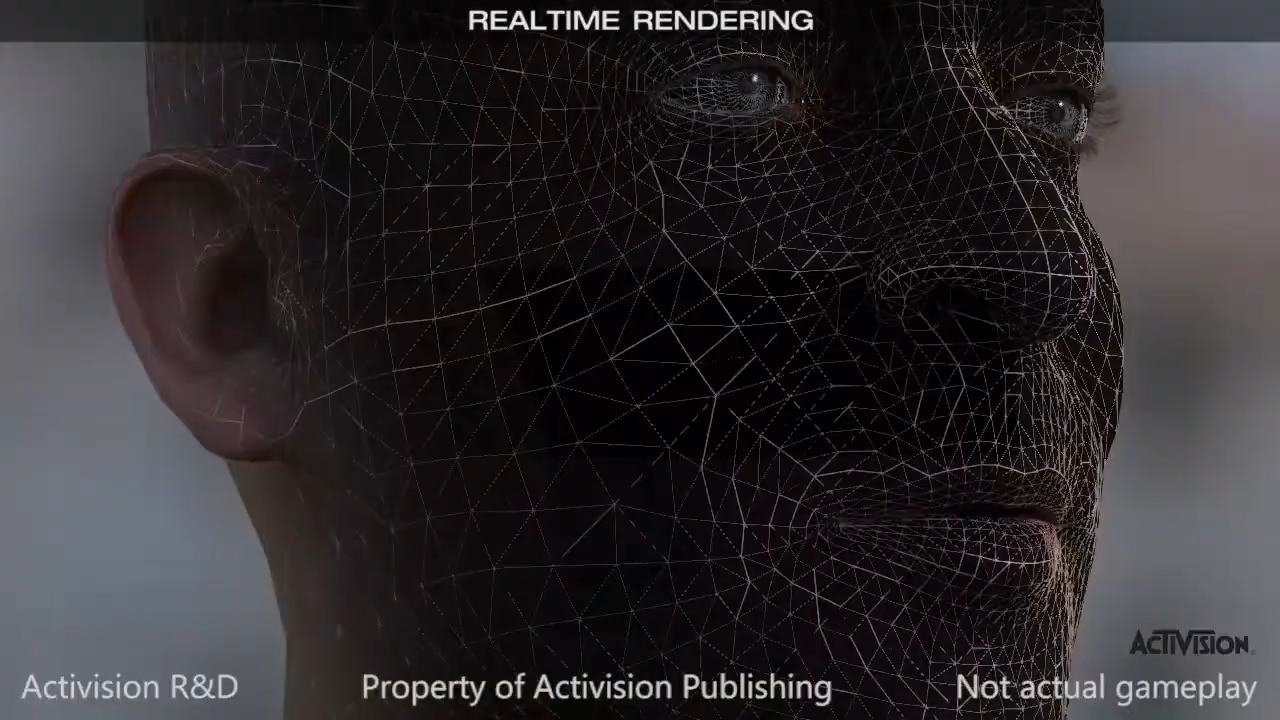 REALTIME RENDERING
ACTIVISION
Activision R&D
Property of Activision Publishing
Not actual gameplay